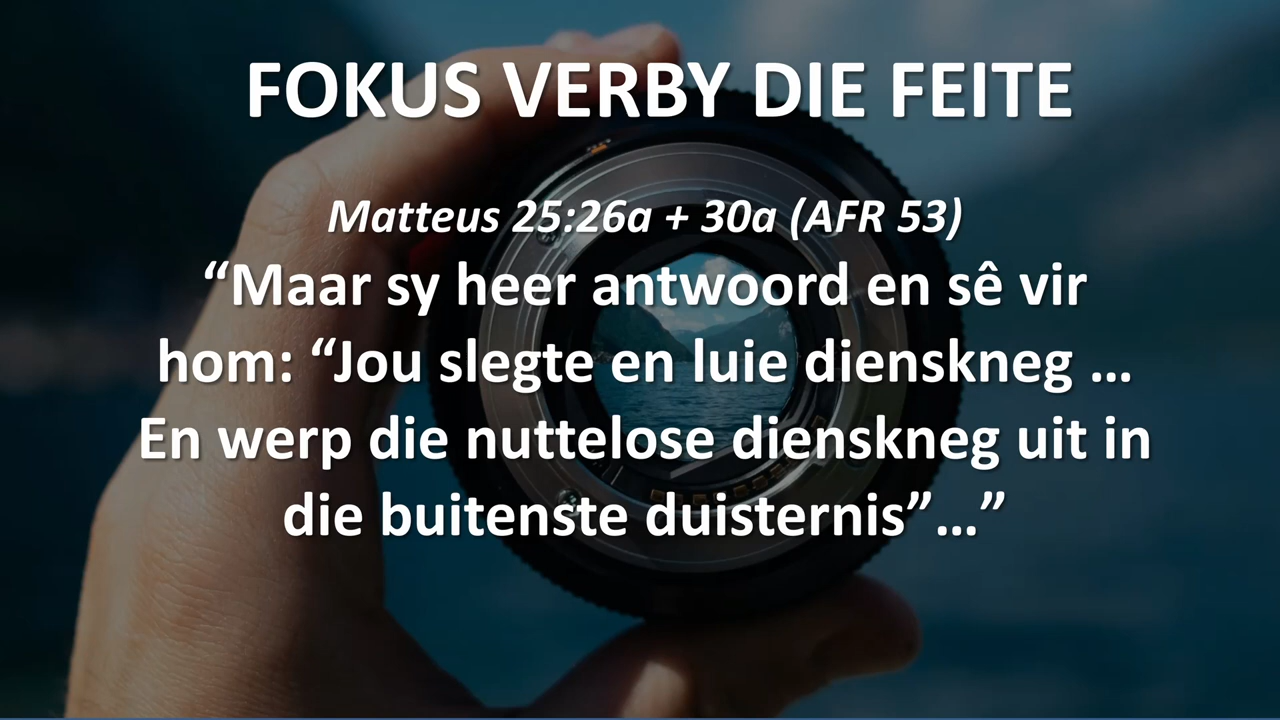 FOKUS VERBY DIE FEITE
Matteus 25:26a + 30a (AFR 53)
“Maar sy heer antwoord en sê vir
hom: “Jou slegte en luie dienskneg ...
En werp die nuttelose dienskneg uit in
die buitenste duisternis”...”